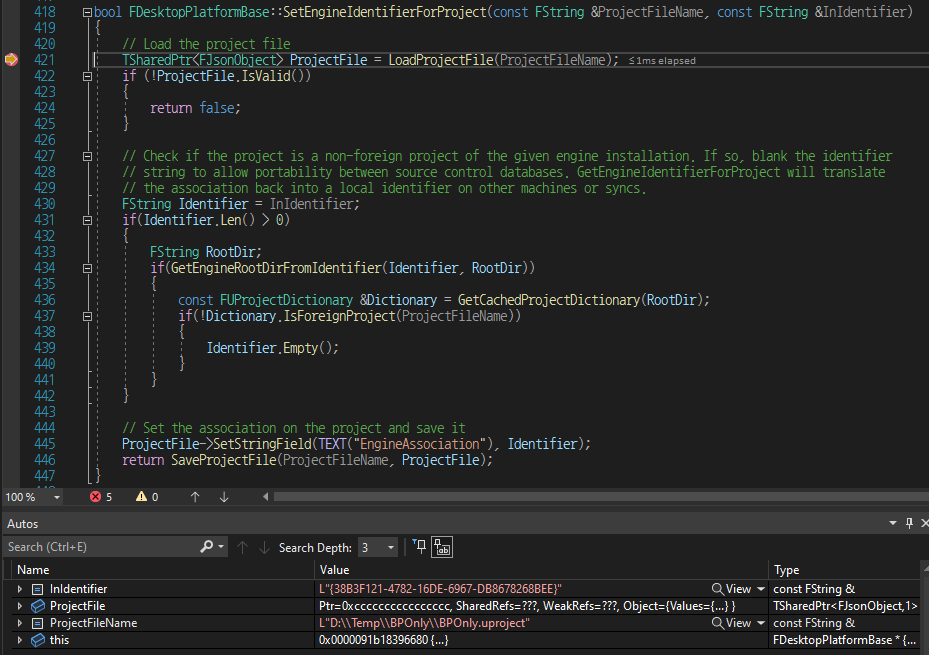 418 bool FDesktopPlatformBase::SetEngineIdentifierForProject(const FString &ProjectFileName, const FString &InIdentifier)
419 {
420 // Load the project file
421 TSharedPtr<FJsonObject> ProjectFile = LoadProjectFile(ProjectFileName); ≤1ms elapsed
422 if (!ProjectFile.IsValid())
423 {
424 return false;
425 }
426
427 // Check if the project is a non-foreign project of the given engine installation. If so, blank the identifier
428 // string to allow portability between source control databases. GetEngineIdentifierForProject will translate
429 // the association back into a local identifier on other machines or syncs.
430 FString Identifier = InIdentifier;
431 if(Identifier.Len() > 0)
432 {
433 FString RootDir;
434 if(GetEngineRootDirFromIdentifier(Identifier, RootDir))
435 {
436 const FUProjectDictionary &Dictionary = GetCachedProjectDictionary(RootDir);
437 if(!Dictionary.IsForeignProject(ProjectFileName))
438 {
439 Identifier.Empty();
440 }
441 }
442 }
443
444 // Set the association on the project and save it
445 ProjectFile->SetStringField(TEXT("EngineAssociation"), Identifier);
446 return SaveProjectFile(ProjectFileName, ProjectFile);
447 }
100 % 5 0
Autos
Search (Ctrl+E) Search Depth: 3
Name Value Type
InIdentifier L"{38B3F121-4782-16DE-6967-DB8678268BEE}" View const FString &
ProjectFile Ptr=0xcccccccccccccccc, SharedRefs=???, WeakRefs=???, Object={Values={...} } TSharedPtr<FJsonObject,1>
ProjectFileName L"D:\\Temp\\BPOnly\\BPOnly.uproject" View const FString &
this 0x0000091b18396680 {...} FDesktopPlatformBase * {...